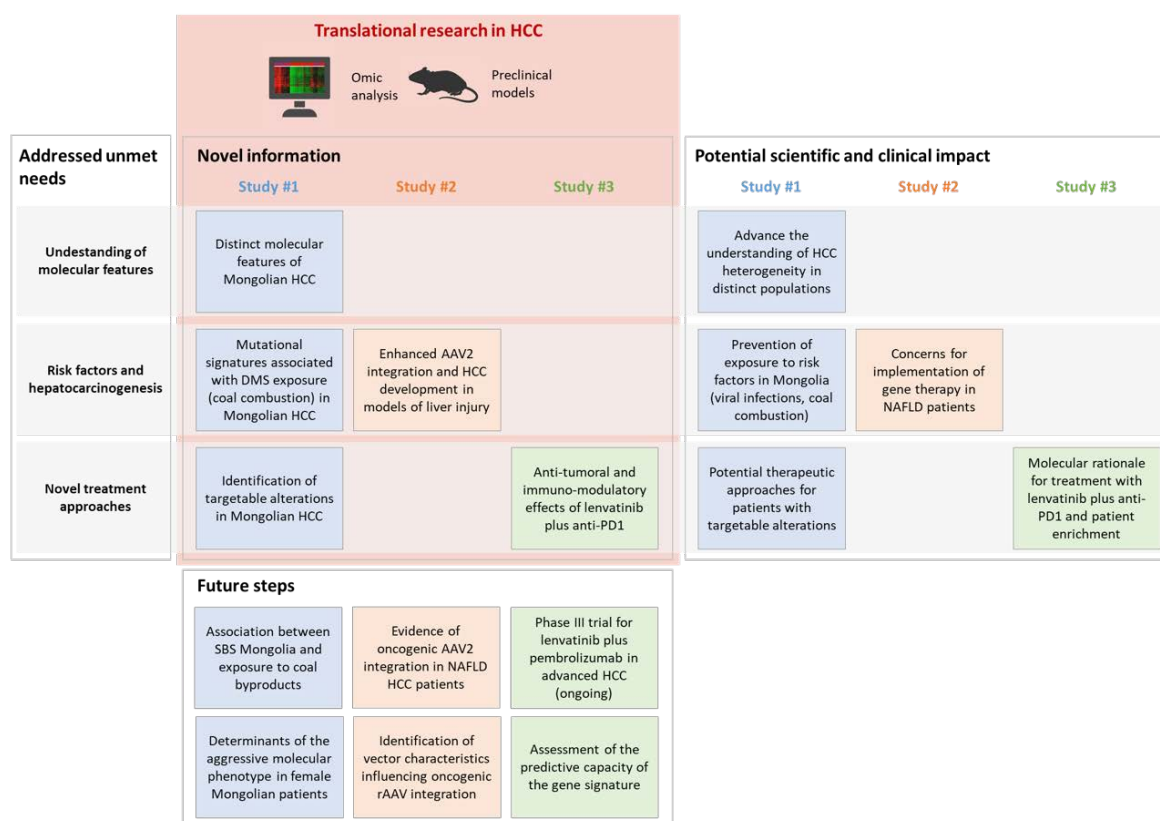 Translational research in HCC
Omic
analysis
Preclinical
models
Addressed unmet
needs
Novel information
Study #1
Study #2
Study #3
Potential scientific and clinical impact
Study #1
Study #2
Study #3
Undestanding of
molecular features
Distinct molecular
features of
Mongolian HCC
Advance the
understanding of HCC
heterogeneity in
distinct populations
Risk factors and
hepatocarcinogenesis
Mutational
signatures associated
with DMS exposure
(coal combustion) in
Mongolian HCC
Enhanced AAV2
integration and HCC
development in
models of liver injury
Prevention of
exposure to risk
factors in Mongolia
(viral infections, coal
combustion)
Concerns for
implementation of
gene therapy in
NAFLD patients
Novel treatment
approaches
Identification of
targetable alterations
in Mongolian HCC
Anti-tumoral and
immuno-modulatory
effects of lenvatinib
plus anti-PD1
Potential therapeutic
approaches for
patients with
targetable alterations
Molecular rationale
for treatment with
lenvatinib plus anti-
PD1 and patient
enrichment
Future steps
Association between
SBS Mongolia and
exposure to coal
byproducts
Evidence of
oncogenic AAV2
integration in NAFLD
HCC patients
Phase III trial for
lenvatinib plus
pembrolizumab in
advanced HCC
(ongoing)
Determinants of the
aggressive molecular
phenotype in female
Mongolian patients
Identification of
vector characteristics
influencing oncogenic
rAAV integration
Assessment of the
predictive capacity of
the gene signature